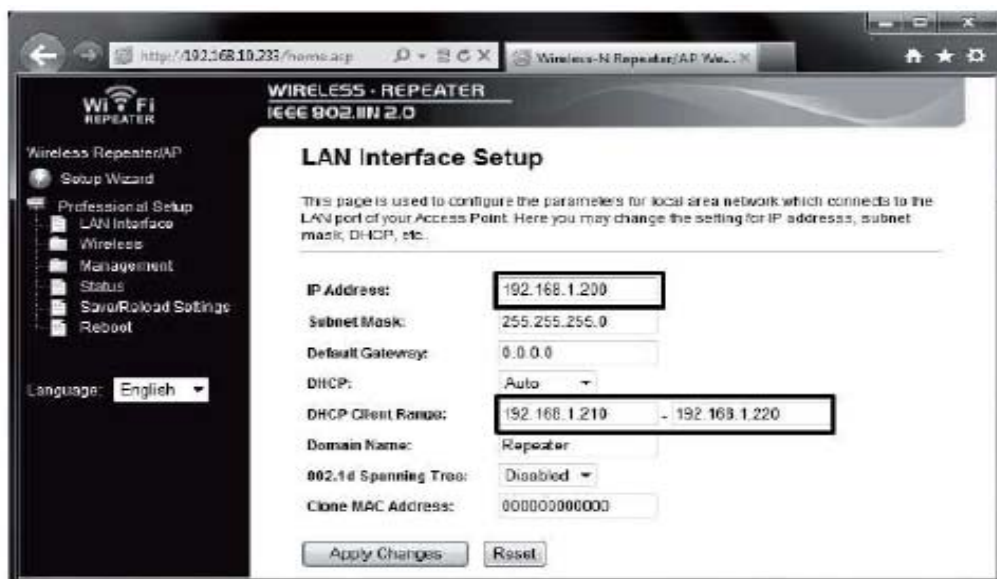 http://192.168.10.233/home.asp
Wireless-N Repeater/AP We...
Wi Fi
REPEATER
WIRELESS · REPEATER
IEEE 802.11N 2.0
Wireless Repeater/AP
Setup Wizard
Professional Setup
LAN Interface
Wireless
Management
Status
Save/Reload Settings
Reboot
Language: English
LAN Interface Setup
This page is used to configure the parameters for local area network which connects to the
LAN port of your Access Point. Here you may change the setting for IP addresss, subnet
mask, DHCP, etc..
IP Address: 192.168.1.200
Subnet Mask: 255.255.255.0
Default Gateway: 0.0.0.0
DHCP: Auto
DHCP Client Range: 192.168.1.210 - 192.168.1.220
Domain Name: Repeater
802.1d Spanning Tree: Disabled
Clone MAC Address: 000000000000
Apply Changes Reset